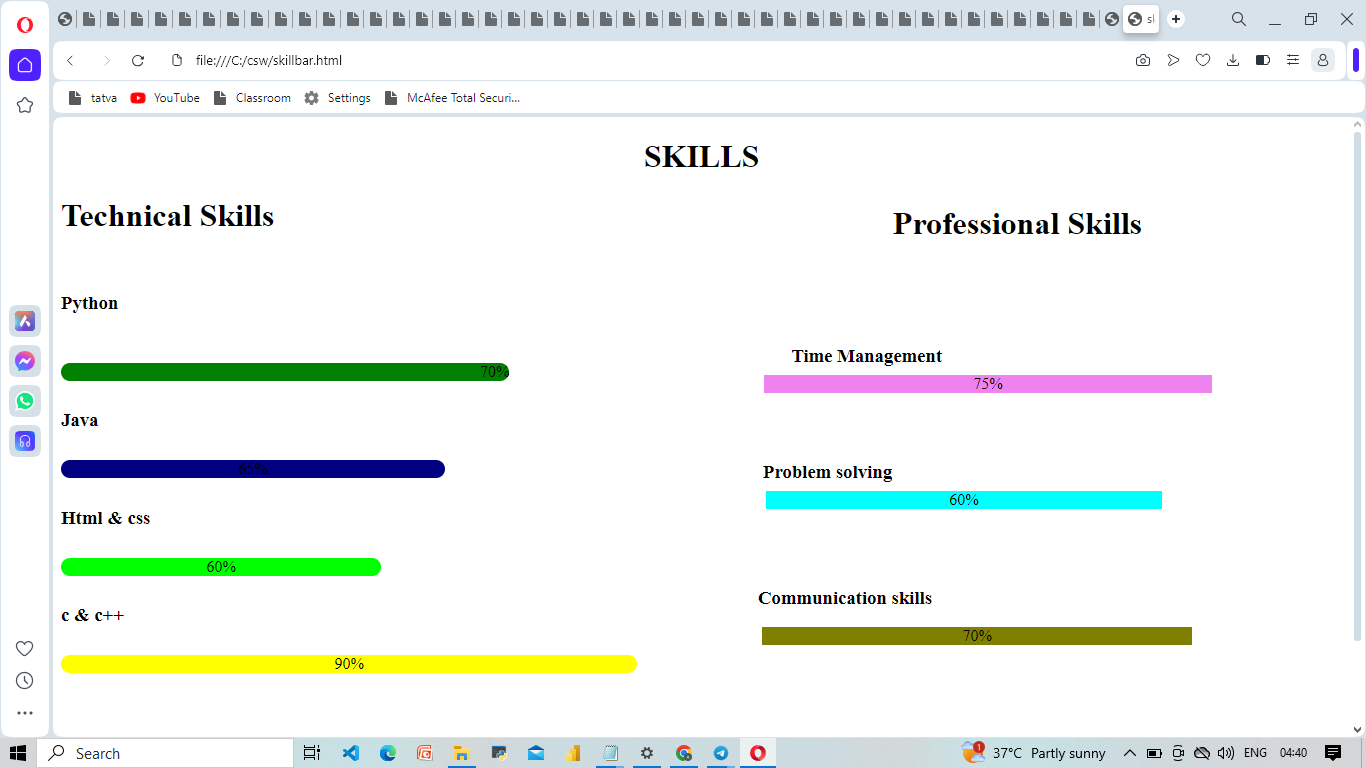 sl
file:///C:/csw/skillbar.html
tatva
YouTube
Classroom
Settings
McAfee Total Securi...
SKILLS
Technical Skills
Professional Skills
Python
70%
Java
65%
Html & css
60%
c & c++
90%
Time Management
75%
Problem solving
60%
Communication skills
70%
Search
1
37°C Partly sunny
ENG
04:40